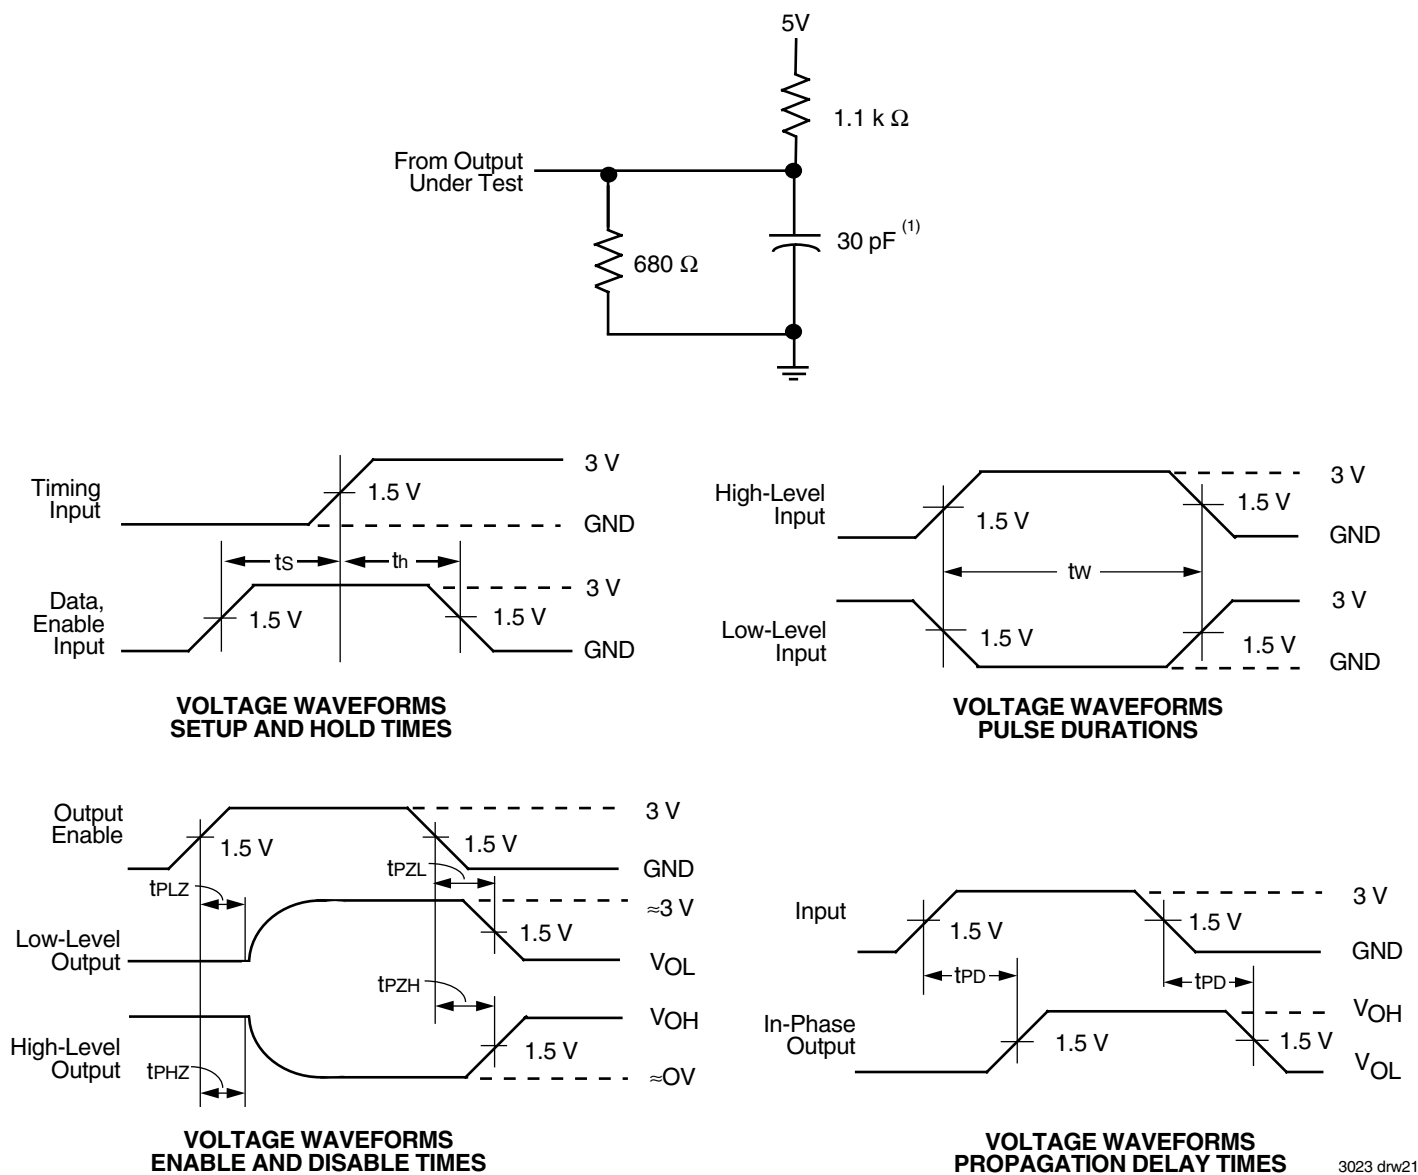 5V
1.1 k Ω
From Output
Under Test
30 pF (1)
680 Ω
Timing
Input
3 V
1.5 V
GND
tS
th
Data,
Enable
Input
3 V
1.5 V
1.5 V
GND
VOLTAGE WAVEFORMS
SETUP AND HOLD TIMES
High-Level
Input
3 V
1.5 V
1.5 V
GND
tW
Low-Level
Input
3 V
1.5 V
1.5 V
GND
VOLTAGE WAVEFORMS
PULSE DURATIONS
Output
Enable
3 V
1.5 V
1.5 V
GND
tPLZ
tPZL
Low-Level
Output
≈3 V
1.5 V
VOL
tPZH
High-Level
Output
VOH
1.5 V
≈OV
tPHZ
VOLTAGE WAVEFORMS
ENABLE AND DISABLE TIMES
Input
3 V
1.5 V
1.5 V
GND
tPD
tPD
In-Phase
Output
VOH
1.5 V
1.5 V
VOL
VOLTAGE WAVEFORMS
PROPAGATION DELAY TIMES
3023 drw21